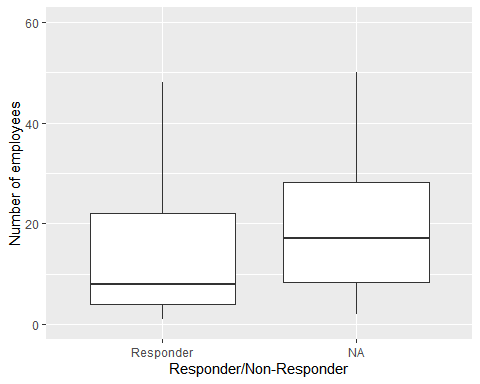 60
40
20
0
Number of employees
Responder
NA
Responder/Non-Responder